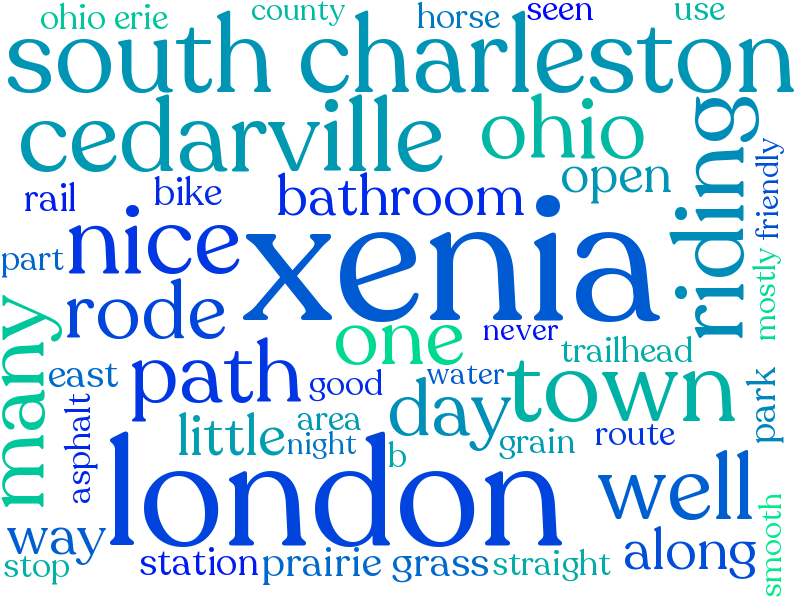 ohio erie
county
horse
seen
use
south charleston
cedarville
ohio
riding
friendly
open
rail
bike
bathroom
nice
xenia
part
rode
many
one
never
mostly
trailhead
east
path
good
water
town
park
asphalt
little
area
night
day
b
grain
route
london
well
way
along
smooth
stop
station
prairie grass
straight